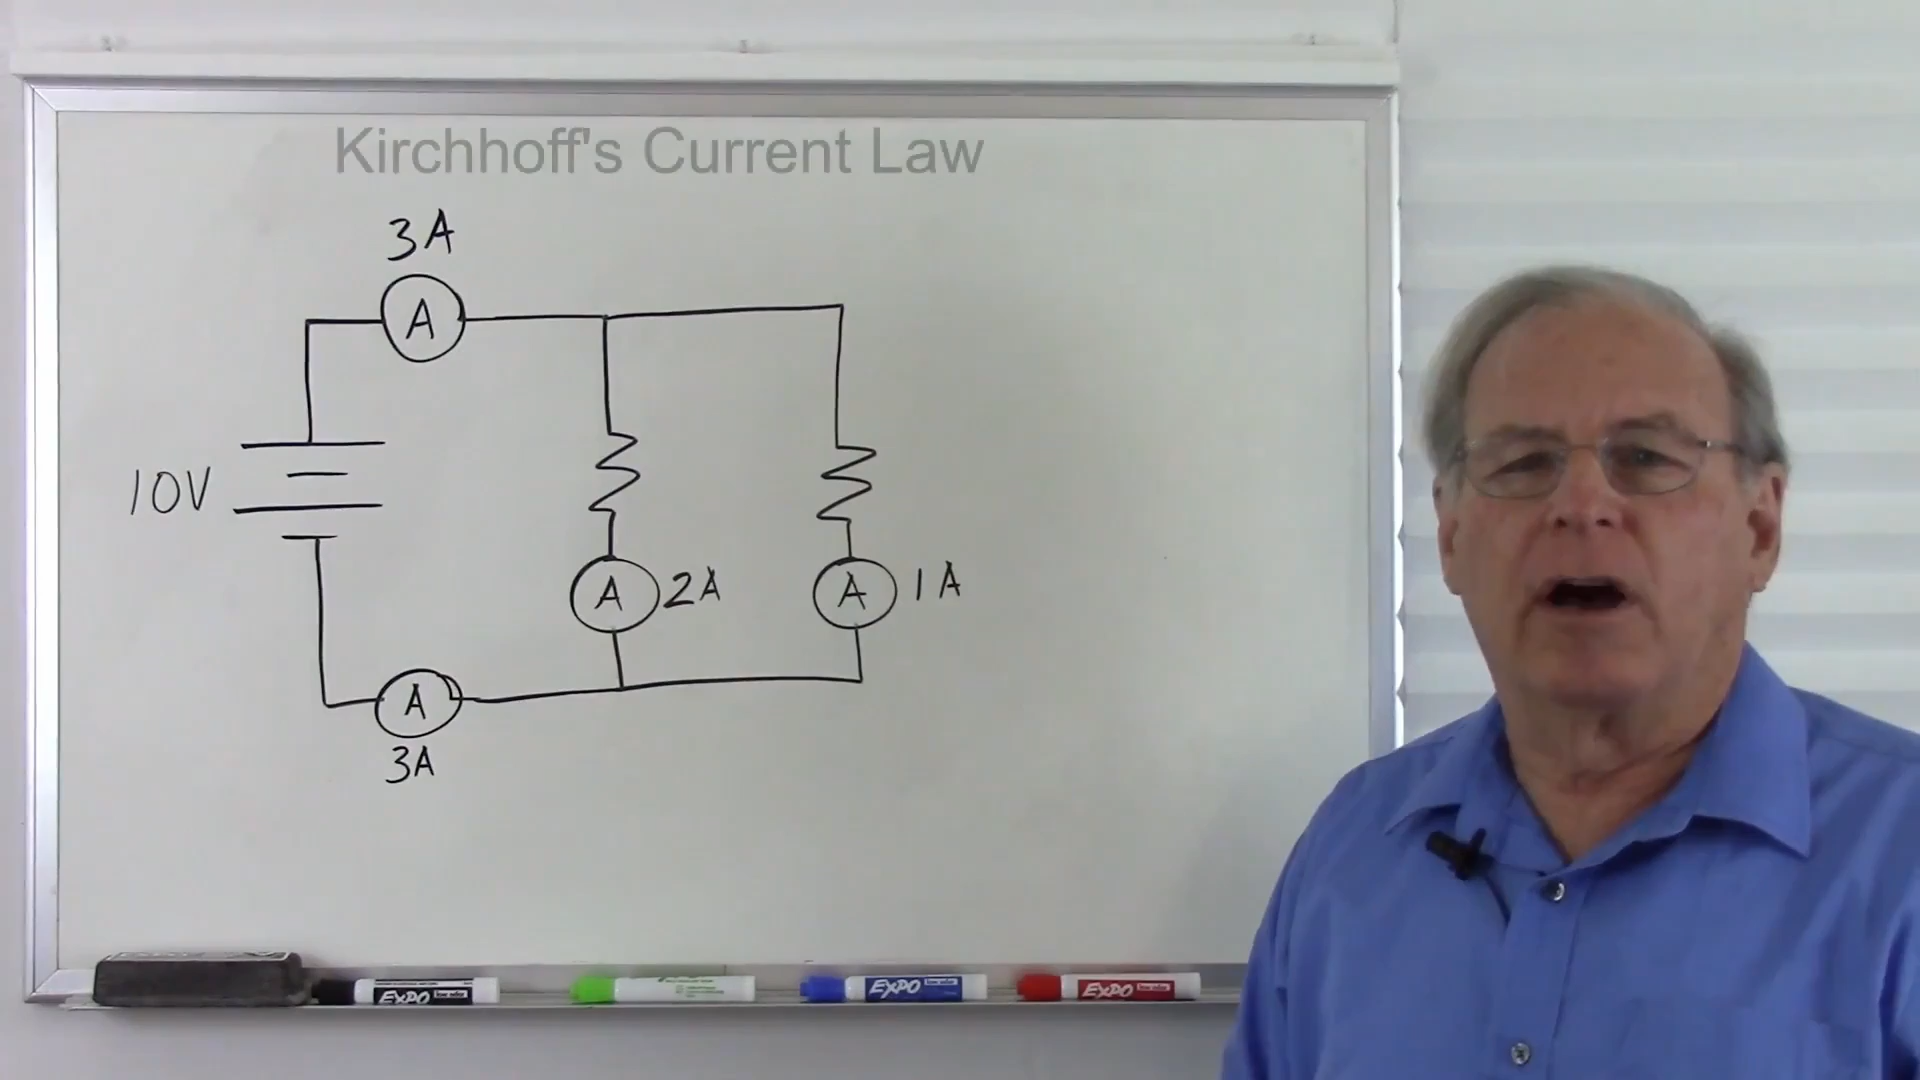 Kirchhoff's Current Law
3A
A
10V
A 2A
A 1A
A
3A
EXPO
EXPO
EXPO